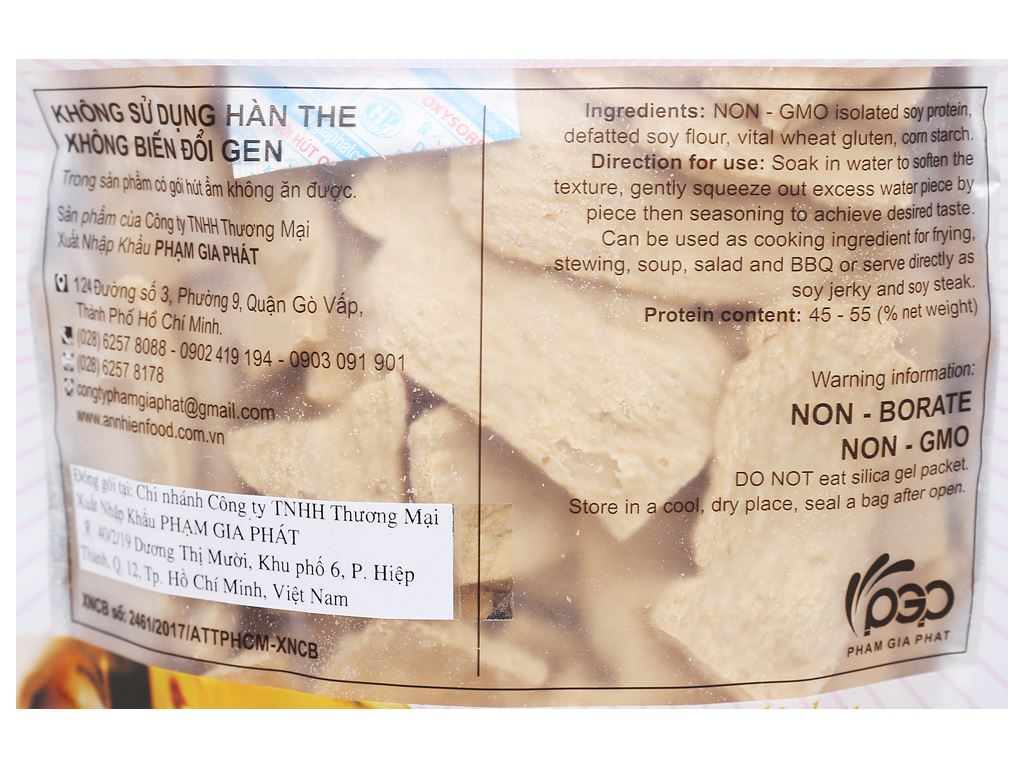 KHÔNG SỬ DỤNG HÀN THE
KHÔNG BIẾN ĐỔI GEN
Trong sản phẩm có gói hút ẩm không ăn được.
Sản phẩm của Công ty TNHH Thương Mại
Xuất Nhập Khẩu PHẠM GIA PHÁT
124 Đường số 3, Phường 9, Quận Gò Vấp,
Thành Phố Hồ Chí Minh.
(028) 6257 8088 - 0902 419 194 - 0903 091 901
(028) 6257 8178
congtyphamgiaphat@gmail.com
www.annhienfood.com.vn
Đóng gói tại: Chi nhánh Công ty TNHH Thương Mại
Xuất Nhập Khẩu PHẠM GIA PHÁT
40/2/19 Dương Thị Mười, Khu phố 6, P. Hiệp
Thành, Q. 12, Tp. Hồ Chí Minh, Việt Nam
XNCB số: 2461/2017/ATTPHCM-XNCB
OXYSORB
Ingredients: NON - GMO isolated soy protein,
defatted soy flour, vital wheat gluten, corn starch.
Direction for use: Soak in water to soften the
texture, gently squeeze out excess water piece by
piece then seasoning to achieve desired taste.
Can be used as cooking ingredient for frying,
stewing, soup, salad and BBQ or serve directly as
soy jerky and soy steak.
Protein content: 45 - 55 (% net weight)
Warning information:
NON - BORATE
NON - GMO
DO NOT eat silica gel packet.
Store in a cool, dry place, seal a bag after open.
PGP
PHAM GIA PHAT